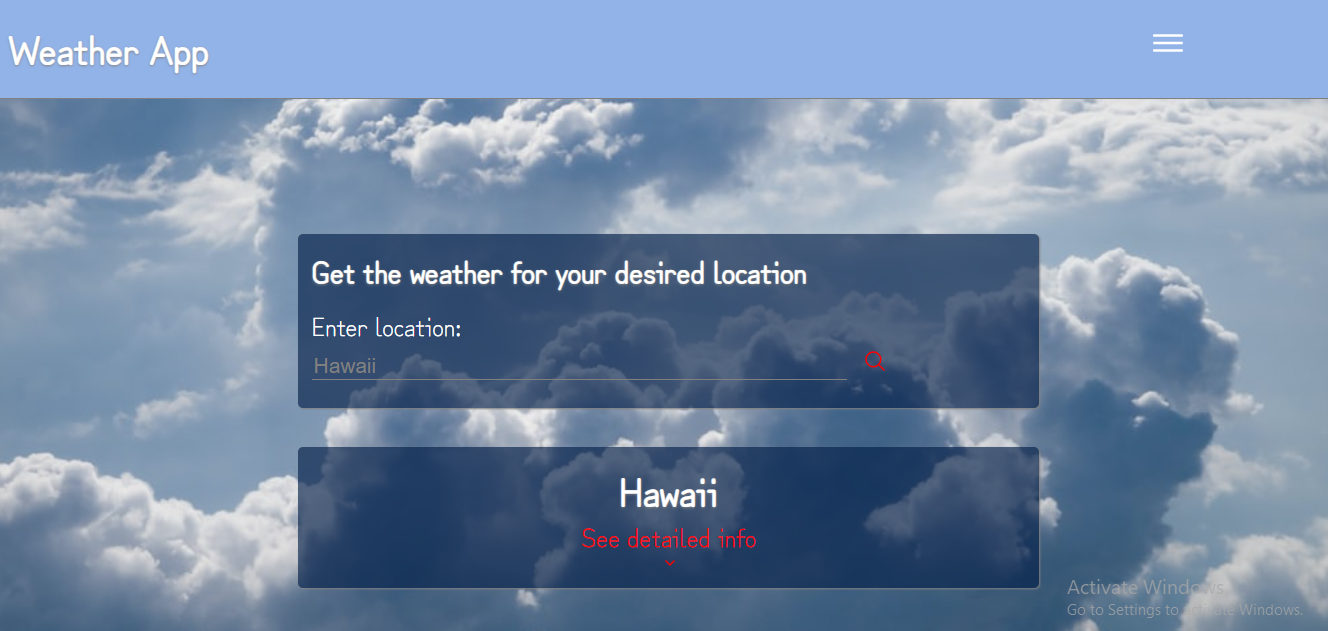 Weather App
Get the weather for your desired location
Enter location:
Hawaii
Hawaii
See detailed info
Activate Windows
Go to Settings to activate Windows.